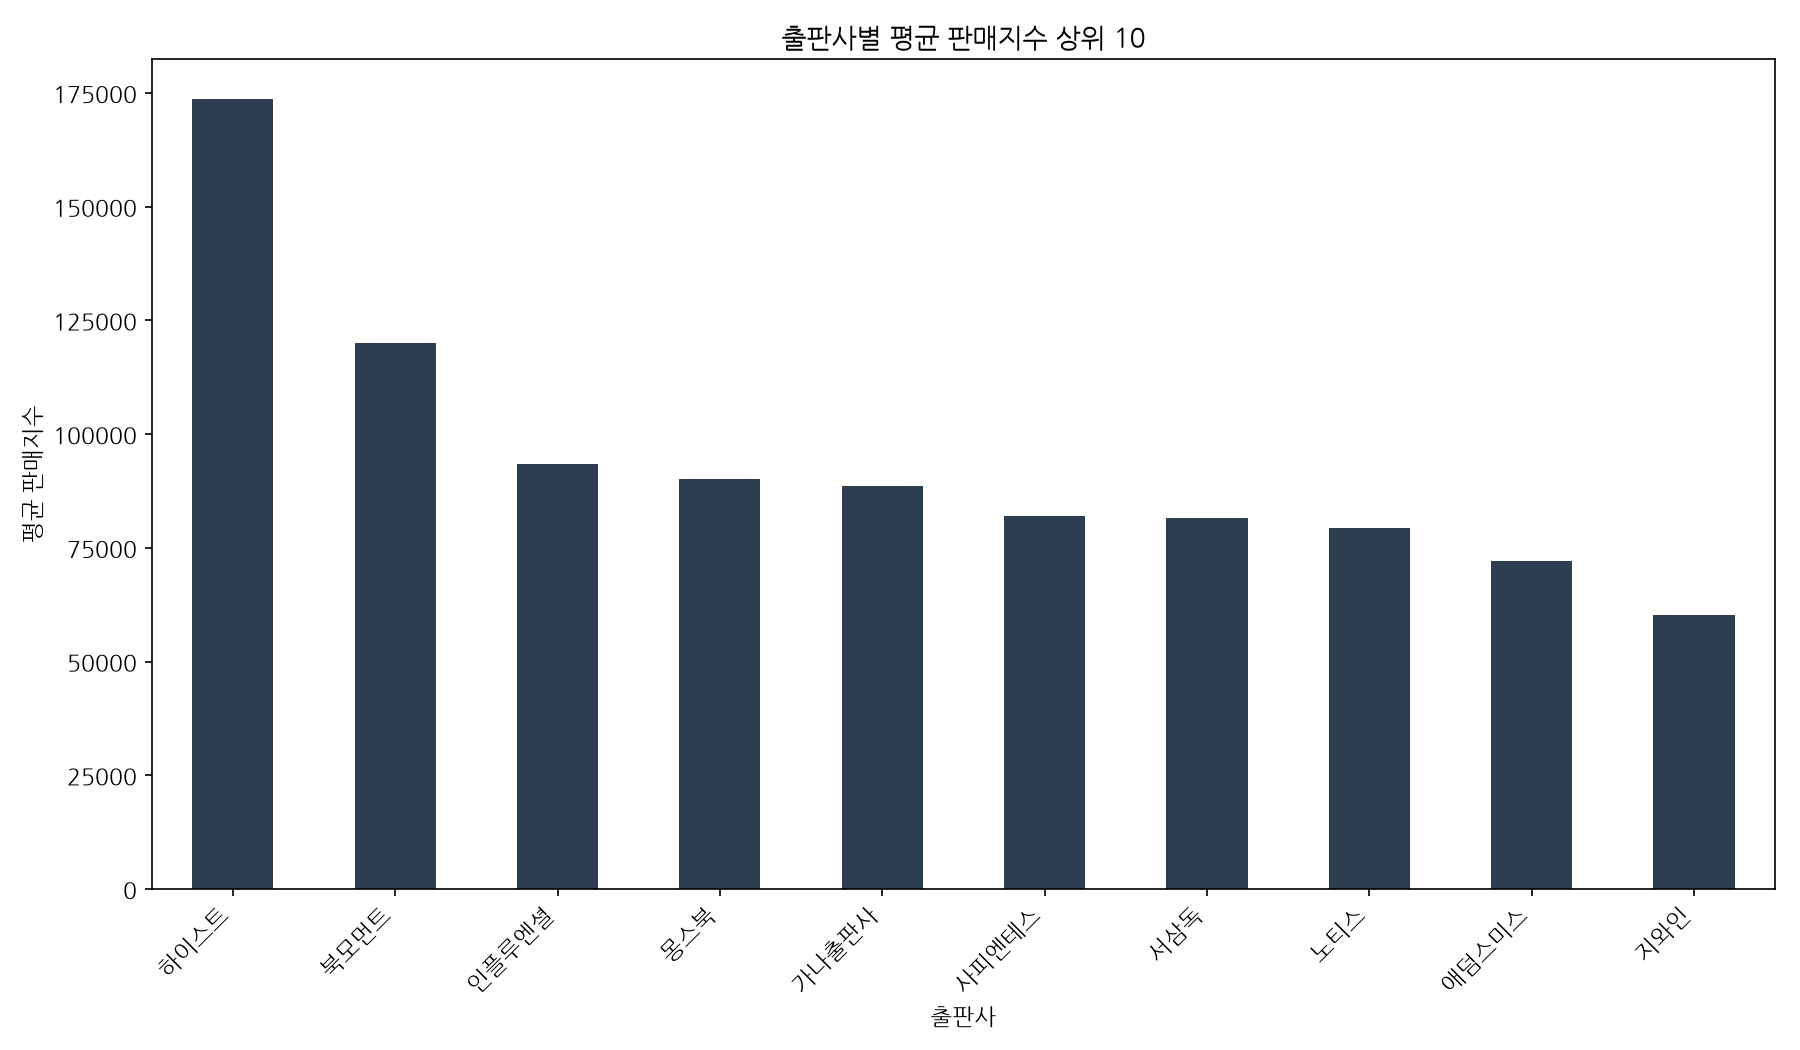 출판사별 평균 판매지수 상위 10
평균 판매지수
175000
150000
125000
100000
75000
50000
25000
0
하이스트
북모먼트
인플루엔셜
몽스북
가나출판사
사피엔테스
서삼독
노티스
애덤스미스
지와인
출판사